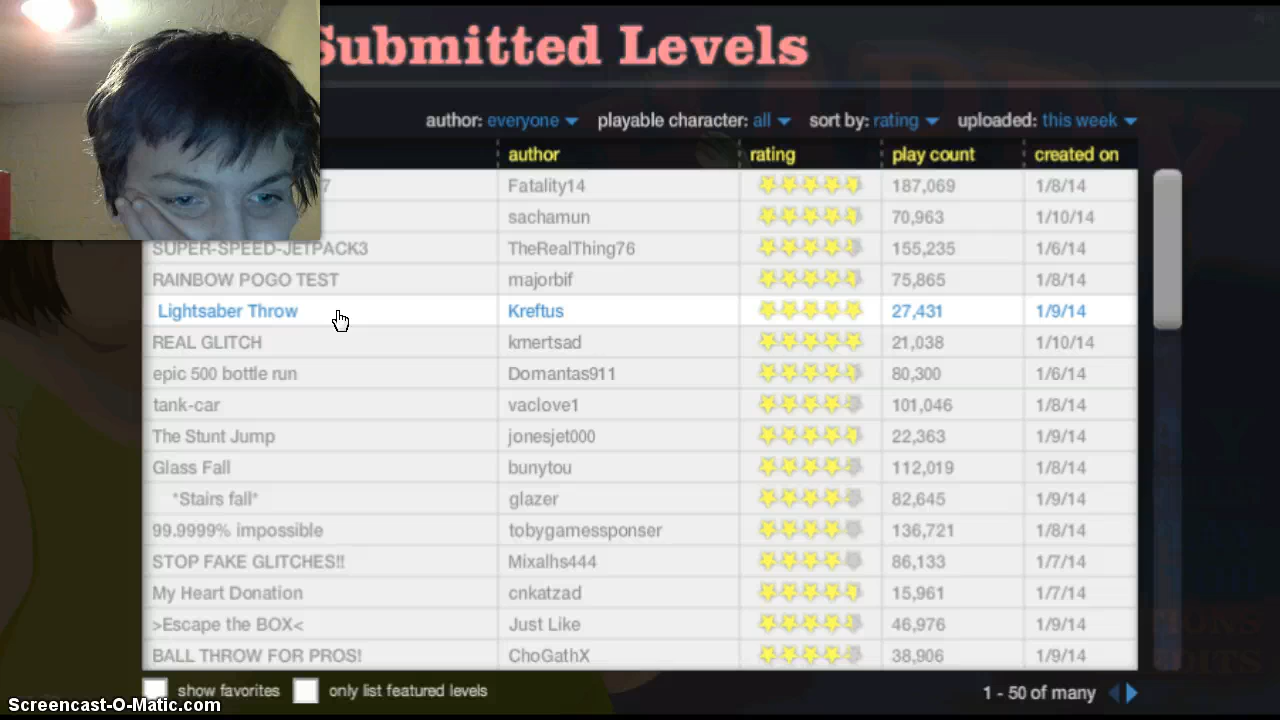 Submitted Levels
author: everyone playable character: all sort by: rating uploaded: this week
author rating play count created on
7 Fatality14 187,069 1/8/14
sachamun 70,963 1/10/14
SUPER-SPEED-JETPACK3 TheRealThing76 155,235 1/6/14
RAINBOW POGO TEST majorbif 75,865 1/8/14
Lightsaber Throw Kreftus 27,431 1/9/14
REAL GLITCH kmertsad 21,038 1/10/14
epic 500 bottle run Domantas911 80,300 1/6/14
tank-car vaclove1 101,046 1/8/14
The Stunt Jump jonesjet000 22,363 1/9/14
Glass Fall bunytou 112,019 1/8/14
*Stairs fall* glazer 82,645 1/9/14
99.9999% impossible tobygamessponser 136,721 1/8/14
STOP FAKE GLITCHES!! Mixalhs444 86,133 1/7/14
My Heart Donation cnkatzad 15,961 1/7/14
>Escape the BOX< Just Like 46,976 1/9/14
BALL THROW FOR PROS! ChoGathX 38,906 1/9/14
show favorites only list featured levels 1 - 50 of many
Screencast-O-Matic.com